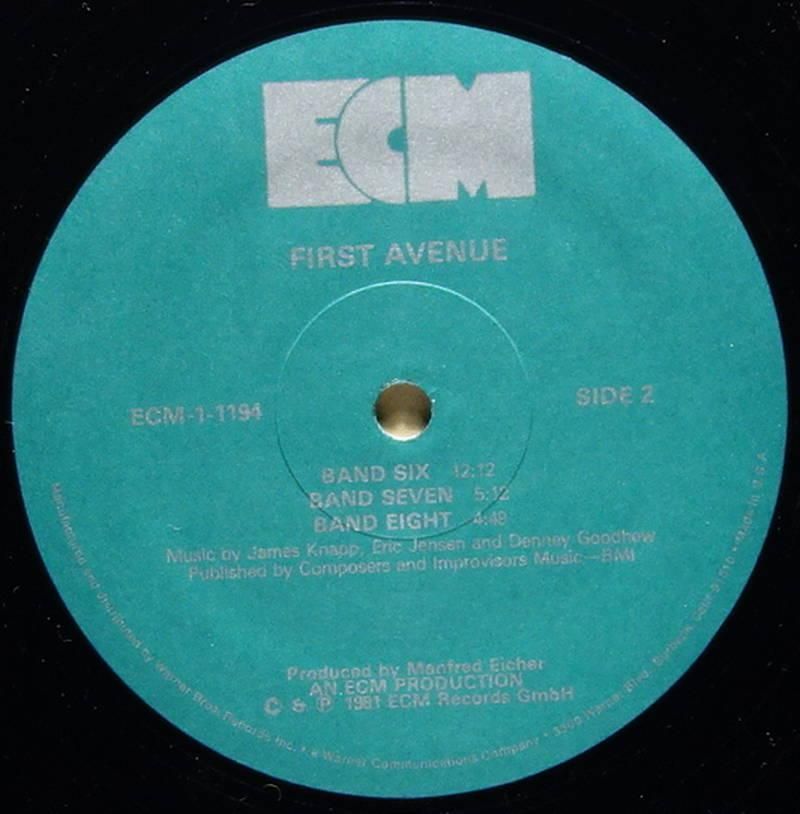 ECM
FIRST AVENUE
ECM-1-1194
SIDE 2
BAND SIX 12:12
BAND SEVEN 5:12
BAND EIGHT 4:49
Music by James Knapp, Eric Jensen and Denney Goodhew
Published by Composers and Improvisors Music—BMI
Produced by Manfred Eicher
AN ECM PRODUCTION
© & ℗ 1981 ECM Records GmbH
Manufactured and Distributed by Warner Bros. Records Inc. • a Warner Communications Company • 3300 Warner Blvd., Burbank, Calif. 91510 • Made in U.S.A.